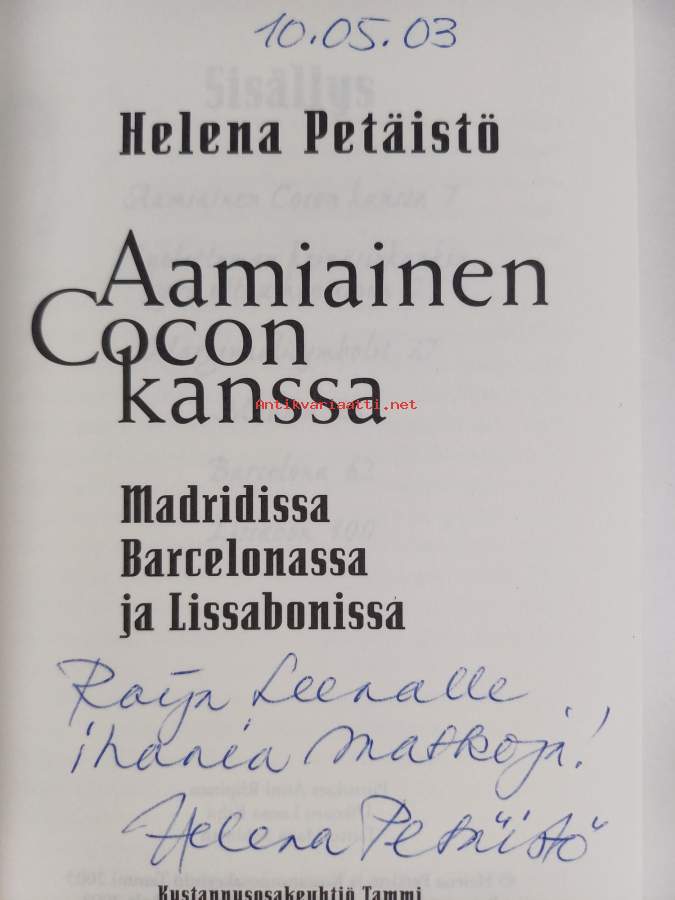 10.05.03
Helena Petäistö
Aamiainen
Cocon
kanssa
Antikvariaatti.net
Madridissa
Barcelonassa
ja Lissabonissa
Raija Leenalle
ihania matkoja!
Helena Petäistö
Kustannusosakeyhtiö Tammi